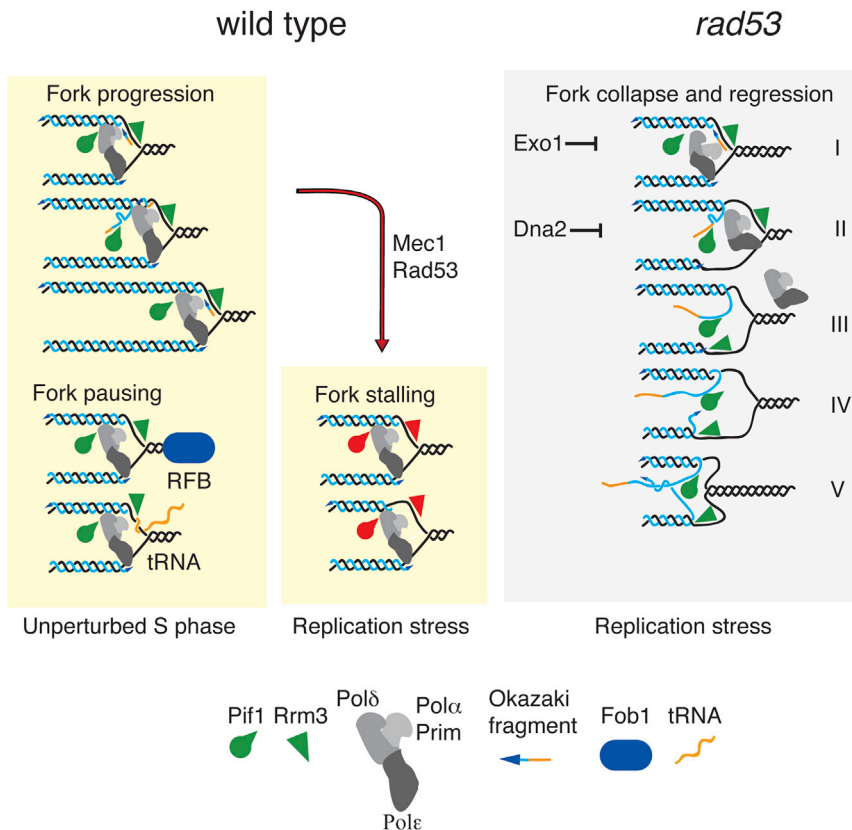 wild type
rad53
Fork progression
Mec1
Rad53
Fork pausing
RFB
tRNA
Unperturbed S phase
Fork stalling
Replication stress
Fork collapse and regression
Exo1
I
Dna2
II
III
IV
V
Replication stress
Pif1
Rrm3
Polδ
Polα
Prim
Polε
Okazaki
fragment
Fob1
tRNA